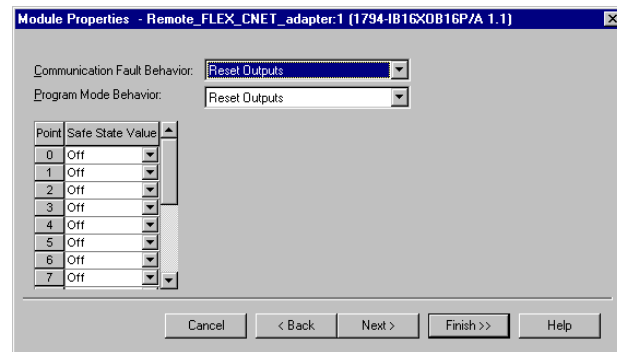 Module Properties - Remote_FLEX_CNET_adapter:1 (1794-IB16XOB16P/A 1.1)
Communication Fault Behavior: Reset Outputs
Program Mode Behavior: Reset Outputs
Point Safe State Value
0 Off
1 Off
2 Off
3 Off
4 Off
5 Off
6 Off
7 Off
Cancel < Back Next > Finish >> Help